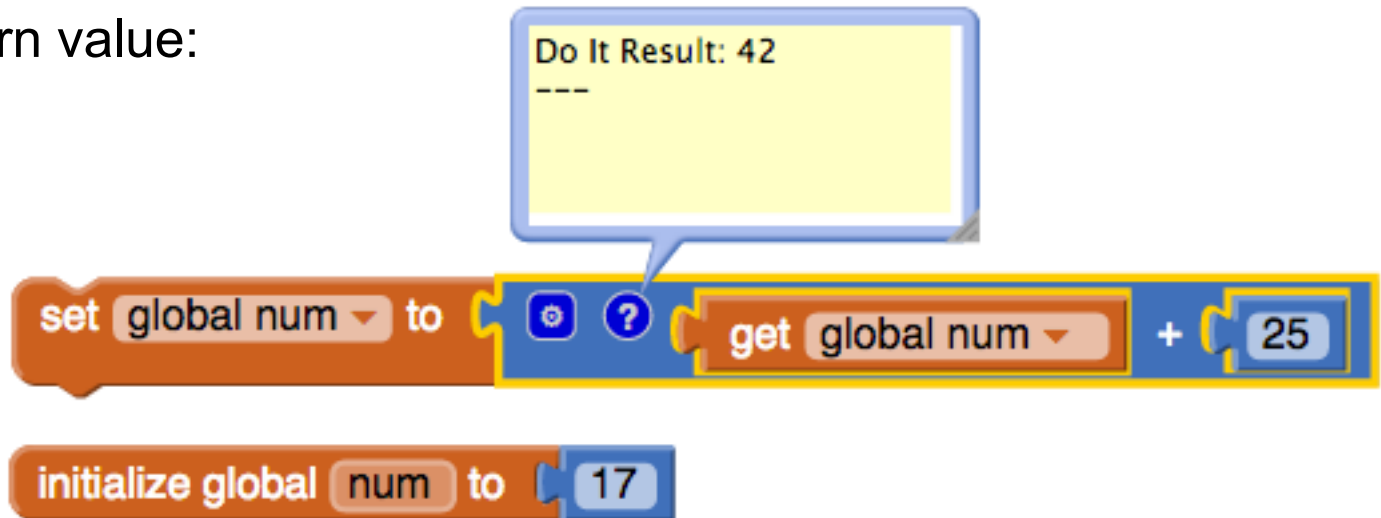 rn value:
Do It Result: 42
---
set global num to ? get global num + 25
initialize global num to 17